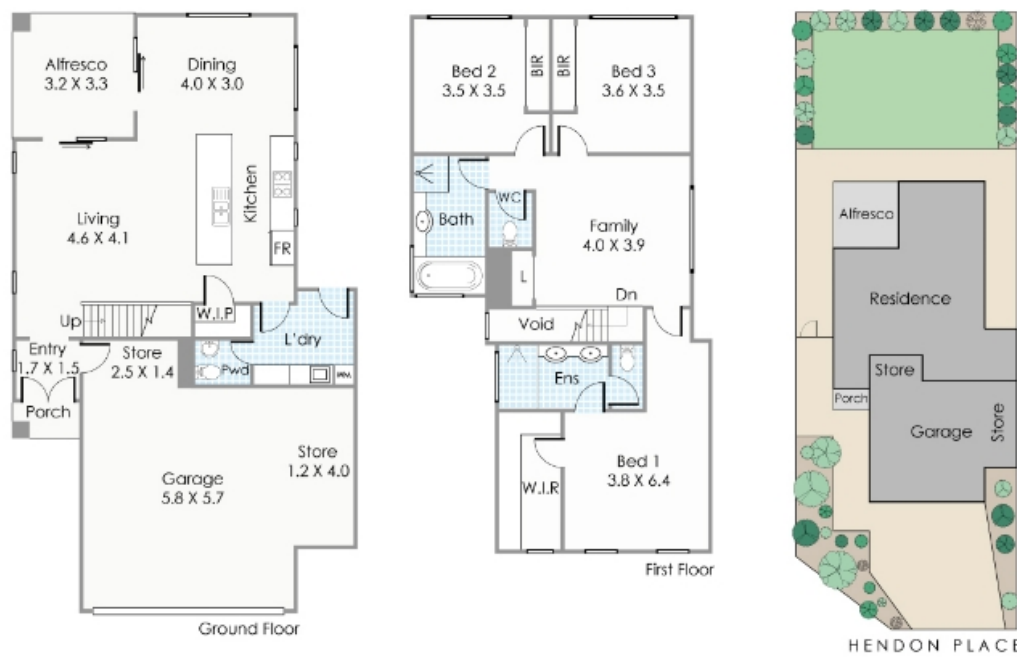 Alfresco
3.2 X 3.3
Dining
4.0 X 3.0
Kitchen
Living
4.6 X 4.1
FR
W.I.P
Up
L'dry
Entry
1.7 X 1.5
Store
2.5 X 1.4
Pwd
WM
Porch
Store
1.2 X 4.0
Garage
5.8 X 5.7
Ground Floor
Bed 2
3.5 X 3.5
BIR
BIR
Bed 3
3.6 X 3.5
WC
Bath
Family
4.0 X 3.9
L
Dn
Void
Ens
Bed 1
3.8 X 6.4
W.I.R
First Floor
Alfresco
Residence
Store
Porch
Garage
Store
HENDON PLACE